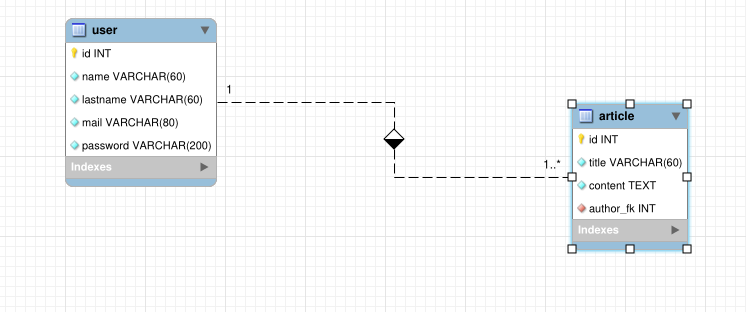 user
id INT
name VARCHAR(60)
lastname VARCHAR(60)
mail VARCHAR(80)
password VARCHAR(200)
Indexes
1
1..*
article
id INT
title VARCHAR(60)
content TEXT
author_fk INT
Indexes